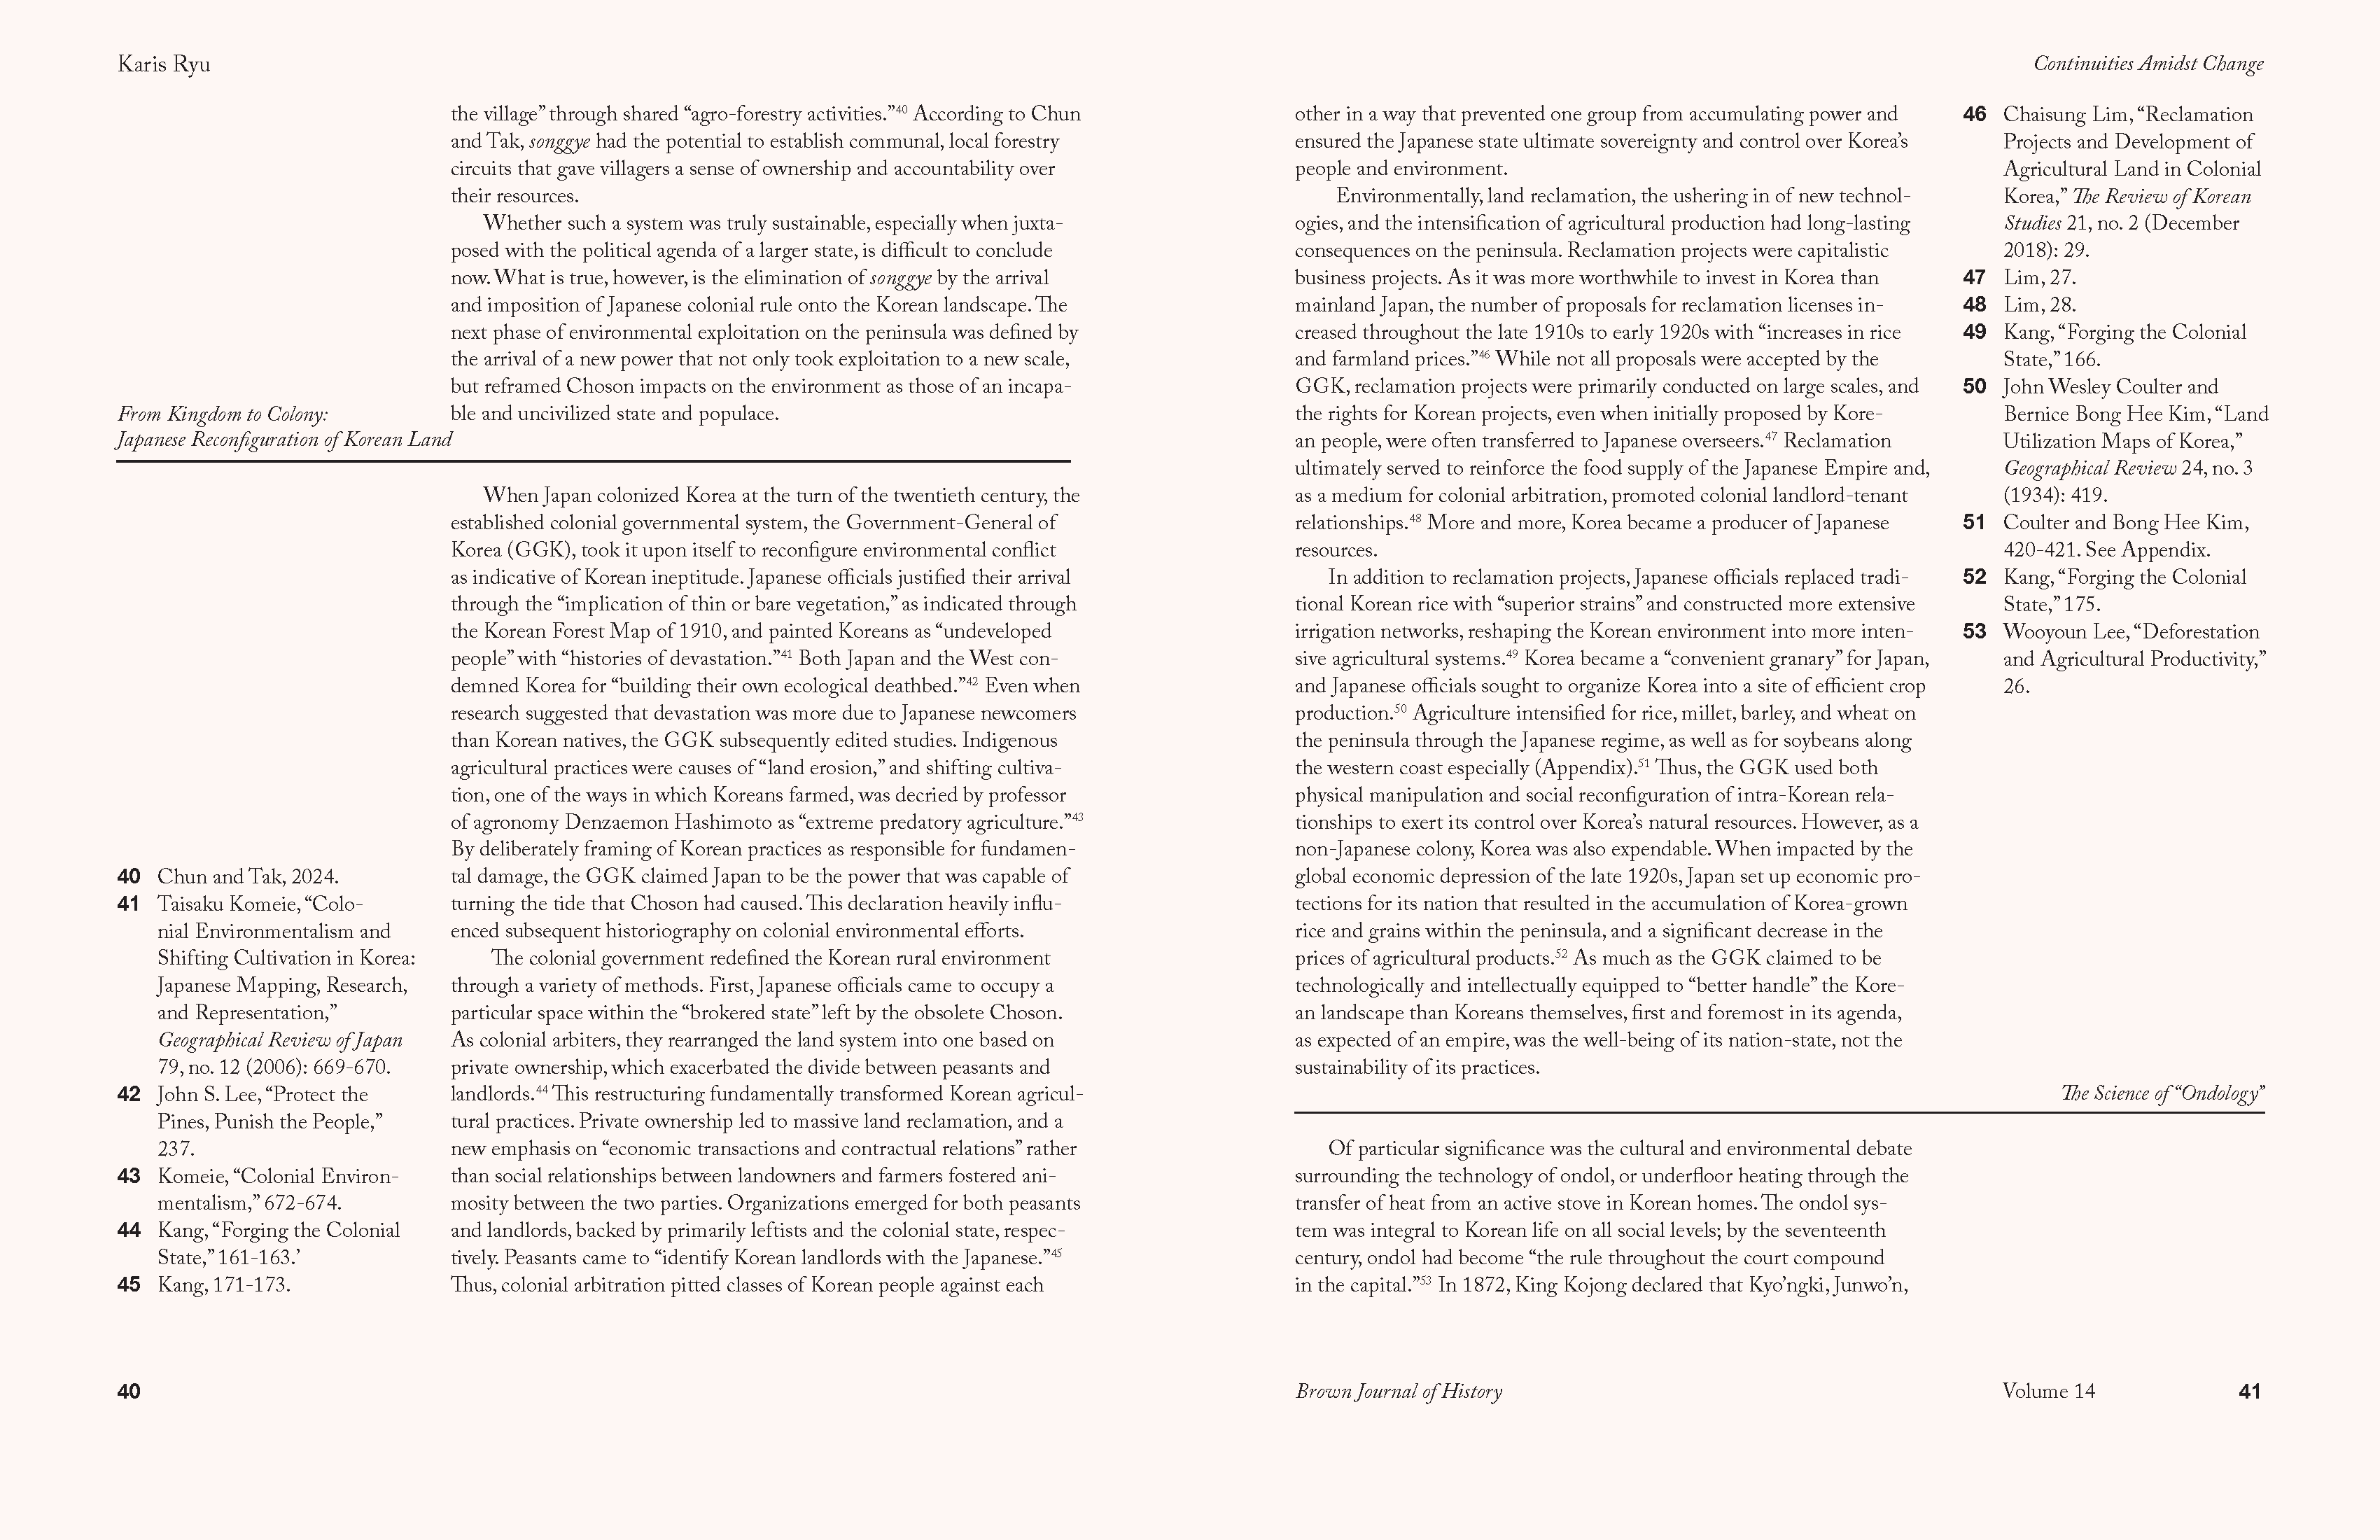 Karis Ryu
the village” through shared “agro-forestry activities.”40 According to Chun
and Tak, songgye had the potential to establish communal, local forestry
circuits that gave villagers a sense of ownership and accountability over
their resources.
Whether such a system was truly sustainable, especially when juxta-
posed with the political agenda of a larger state, is difficult to conclude
now. What is true, however, is the elimination of songgye by the arrival
and imposition of Japanese colonial rule onto the Korean landscape. The
next phase of environmental exploitation on the peninsula was defined by
the arrival of a new power that not only took exploitation to a new scale,
but reframed Choson impacts on the environment as those of an incapa-
ble and uncivilized state and populace.
From Kingdom to Colony:
Japanese Reconfiguration of Korean Land
When Japan colonized Korea at the turn of the twentieth century, the
established colonial governmental system, the Government-General of
Korea (GGK), took it upon itself to reconfigure environmental conflict
as indicative of Korean ineptitude. Japanese officials justified their arrival
through the “implication of thin or bare vegetation,” as indicated through
the Korean Forest Map of 1910, and painted Koreans as “undeveloped
people” with “histories of devastation.”41 Both Japan and the West con-
demned Korea for “building their own ecological deathbed.”42 Even when
research suggested that devastation was more due to Japanese newcomers
than Korean natives, the GGK subsequently edited studies. Indigenous
agricultural practices were causes of “land erosion,” and shifting cultiva-
tion, one of the ways in which Koreans farmed, was decried by professor
of agronomy Denzaemon Hashimoto as “extreme predatory agriculture.”43
By deliberately framing of Korean practices as responsible for fundamen-
tal damage, the GGK claimed Japan to be the power that was capable of
turning the tide that Choson had caused. This declaration heavily influ-
enced subsequent historiography on colonial environmental efforts.
The colonial government redefined the Korean rural environment
through a variety of methods. First, Japanese officials came to occupy a
particular space within the “brokered state” left by the obsolete Choson.
As colonial arbiters, they rearranged the land system into one based on
private ownership, which exacerbated the divide between peasants and
landlords.44 This restructuring fundamentally transformed Korean agricul-
tural practices. Private ownership led to massive land reclamation, and a
new emphasis on “economic transactions and contractual relations” rather
than social relationships between landowners and farmers fostered ani-
mosity between the two parties. Organizations emerged for both peasants
and landlords, backed by primarily leftists and the colonial state, respec-
tively. Peasants came to “identify Korean landlords with the Japanese.”45
Thus, colonial arbitration pitted classes of Korean people against each
40 Chun and Tak, 2024.
41 Taisaku Komeie, “Colo-
nial Environmentalism and
Shifting Cultivation in Korea:
Japanese Mapping, Research,
and Representation,”
Geographical Review of Japan
79, no. 12 (2006): 669-670.
42 John S. Lee, “Protect the
Pines, Punish the People,”
237.
43 Komeie, “Colonial Environ-
mentalism,” 672-674.
44 Kang, “Forging the Colonial
State,” 161-163.’
45 Kang, 171-173.
40
Continuities Amidst Change
other in a way that prevented one group from accumulating power and
ensured the Japanese state ultimate sovereignty and control over Korea’s
people and environment.
Environmentally, land reclamation, the ushering in of new technol-
ogies, and the intensification of agricultural production had long-lasting
consequences on the peninsula. Reclamation projects were capitalistic
business projects. As it was more worthwhile to invest in Korea than
mainland Japan, the number of proposals for reclamation licenses in-
creased throughout the late 1910s to early 1920s with “increases in rice
and farmland prices.”46 While not all proposals were accepted by the
GGK, reclamation projects were primarily conducted on large scales, and
the rights for Korean projects, even when initially proposed by Kore-
an people, were often transferred to Japanese overseers.47 Reclamation
ultimately served to reinforce the food supply of the Japanese Empire and,
as a medium for colonial arbitration, promoted colonial landlord-tenant
relationships.48 More and more, Korea became a producer of Japanese
resources.
In addition to reclamation projects, Japanese officials replaced tradi-
tional Korean rice with “superior strains” and constructed more extensive
irrigation networks, reshaping the Korean environment into more inten-
sive agricultural systems.49 Korea became a “convenient granary” for Japan,
and Japanese officials sought to organize Korea into a site of efficient crop
production.50 Agriculture intensified for rice, millet, barley, and wheat on
the peninsula through the Japanese regime, as well as for soybeans along
the western coast especially (Appendix).51 Thus, the GGK used both
physical manipulation and social reconfiguration of intra-Korean rela-
tionships to exert its control over Korea’s natural resources. However, as a
non-Japanese colony, Korea was also expendable. When impacted by the
global economic depression of the late 1920s, Japan set up economic pro-
tections for its nation that resulted in the accumulation of Korea-grown
rice and grains within the peninsula, and a significant decrease in the
prices of agricultural products.52 As much as the GGK claimed to be
technologically and intellectually equipped to “better handle” the Kore-
an landscape than Koreans themselves, first and foremost in its agenda,
as expected of an empire, was the well-being of its nation-state, not the
sustainability of its practices.
The Science of “Ondology”
Of particular significance was the cultural and environmental debate
surrounding the technology of ondol, or underfloor heating through the
transfer of heat from an active stove in Korean homes. The ondol sys-
tem was integral to Korean life on all social levels; by the seventeenth
century, ondol had become “the rule throughout the court compound
in the capital.”53 In 1872, King Kojong declared that Kyo’ngki, Junwo’n,
46 Chaisung Lim, “Reclamation
Projects and Development of
Agricultural Land in Colonial
Korea,” The Review of Korean
Studies 21, no. 2 (December
2018): 29.
47 Lim, 27.
48 Lim, 28.
49 Kang, “Forging the Colonial
State,” 166.
50 John Wesley Coulter and
Bernice Bong Hee Kim, “Land
Utilization Maps of Korea,”
Geographical Review 24, no. 3
(1934): 419.
51 Coulter and Bong Hee Kim,
420-421. See Appendix.
52 Kang, “Forging the Colonial
State,” 175.
53 Wooyoun Lee, “Deforestation
and Agricultural Productivity,”
26.
Brown Journal of History
Volume 14
41